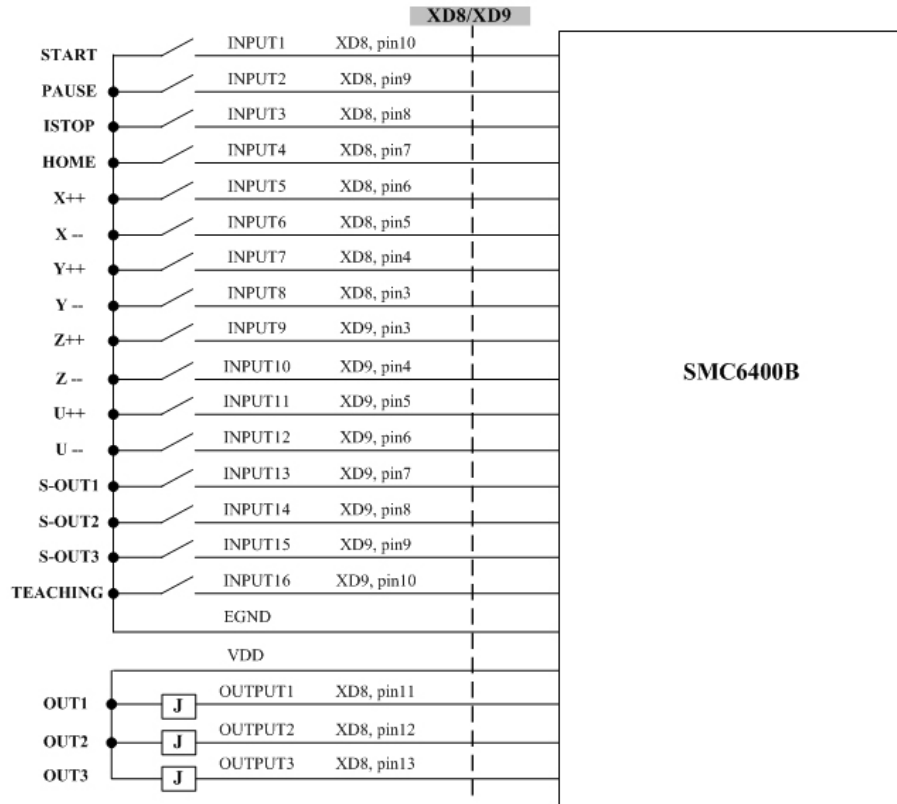 XD8/XD9
START INPUT1 XD8, pin10
PAUSE INPUT2 XD8, pin9
ISTOP INPUT3 XD8, pin8
HOME INPUT4 XD8, pin7
X++ INPUT5 XD8, pin6
X -- INPUT6 XD8, pin5
Y++ INPUT7 XD8, pin4
Y -- INPUT8 XD8, pin3
Z++ INPUT9 XD9, pin3
Z -- INPUT10 XD9, pin4
SMC6400B
U++ INPUT11 XD9, pin5
U -- INPUT12 XD9, pin6
S-OUT1 INPUT13 XD9, pin7
S-OUT2 INPUT14 XD9, pin8
S-OUT3 INPUT15 XD9, pin9
TEACHING INPUT16 XD9, pin10
EGND
VDD
OUT1 J OUTPUT1 XD8, pin11
OUT2 J OUTPUT2 XD8, pin12
OUT3 J OUTPUT3 XD8, pin13